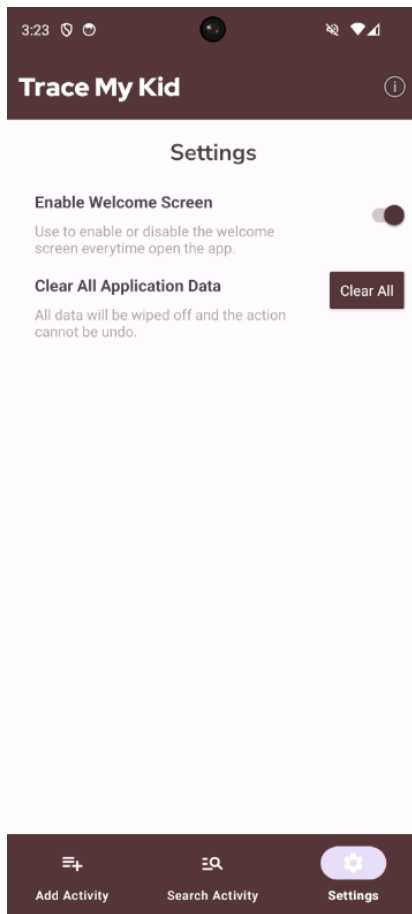 3:23
Trace My Kid
Settings
Enable Welcome Screen
Use to enable or disable the welcome
screen everytime open the app.
Clear All Application Data
Clear All
All data will be wiped off and the action
cannot be undo.
Add Activity
Search Activity
Settings